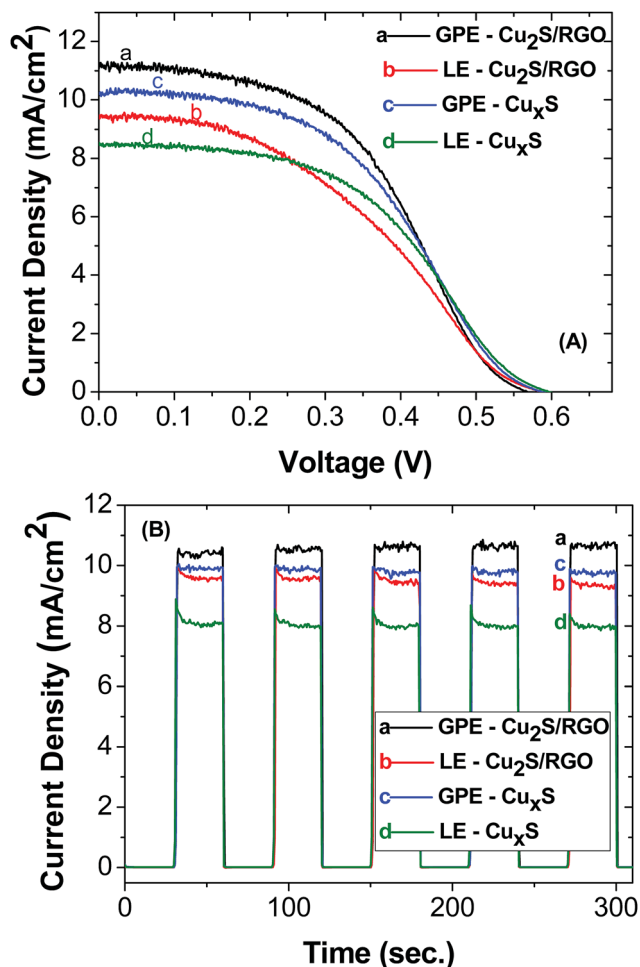 12
10
8
6
4
2
0
Current Density (mA/cm²)
a
c
b
d
a GPE - Cu₂S/RGO
b LE - Cu₂S/RGO
c GPE - CuₓS
d LE - CuₓS
(A)
0.0 0.1 0.2 0.3 0.4 0.5 0.6
Voltage (V)
12
10
8
6
4
2
0
Current Density (mA/cm²)
(B)
a
c
b
d
a GPE - Cu₂S/RGO
b LE - Cu₂S/RGO
c GPE - CuₓS
d LE - CuₓS
0 100 200 300
Time (sec.)